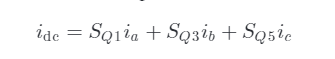 i_dc = S_Q1 i_a + S_Q3 i_b + S_Q5 i_c